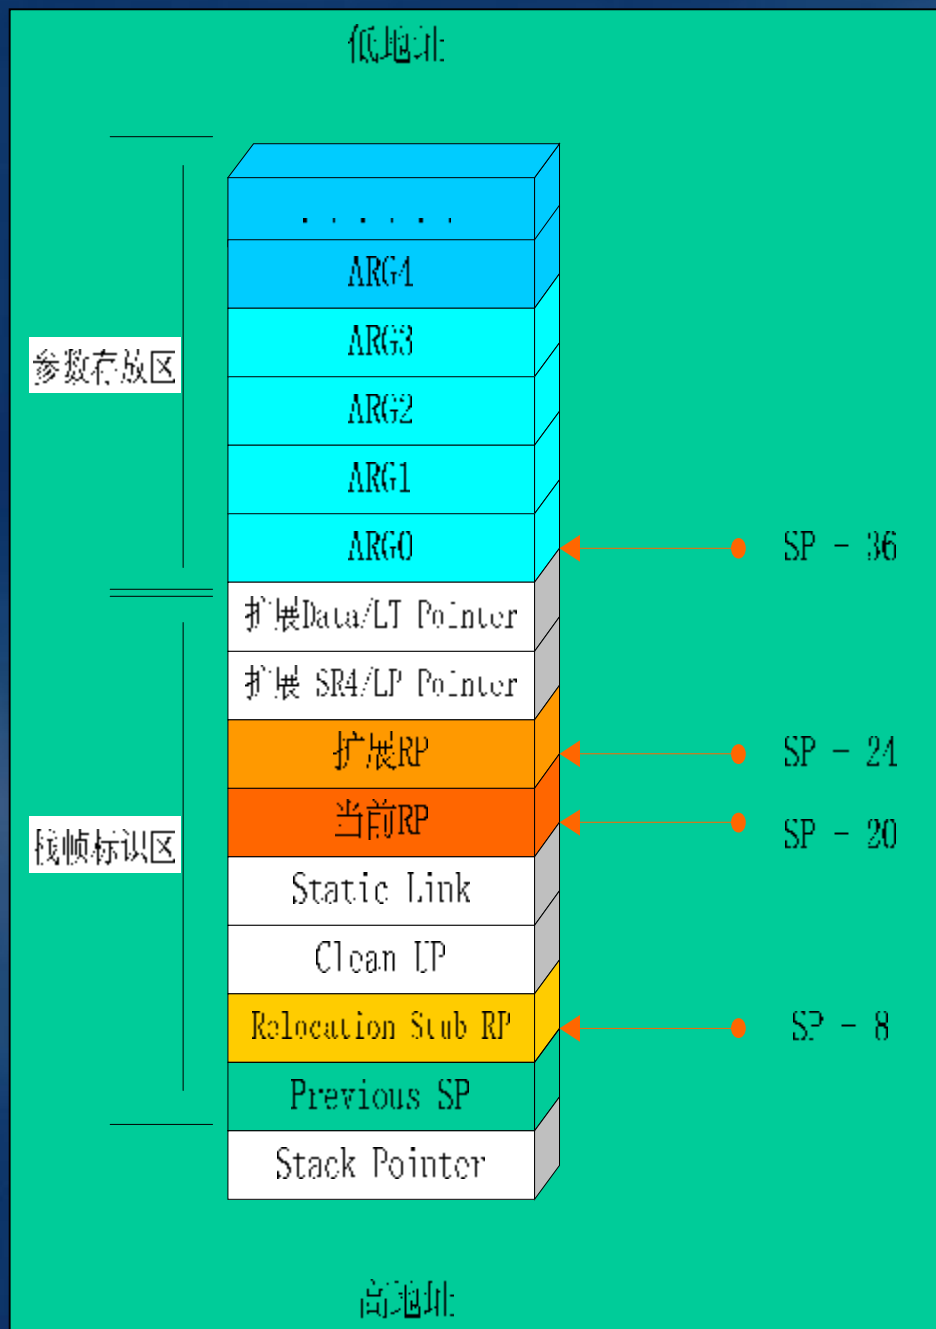 低地址
. . . . . .
ARG4
ARG3
参数存放区
ARG2
ARG1
ARG0
SP - 36
扩展Data/LT Pointer
扩展 SR4/LP Pointer
扩展RP
SP - 24
当前RP
SP - 20
栈帧标识区
Static Link
Clean UP
Relocation Stub RP
SP - 8
Previous SP
Stack Pointer
高地址